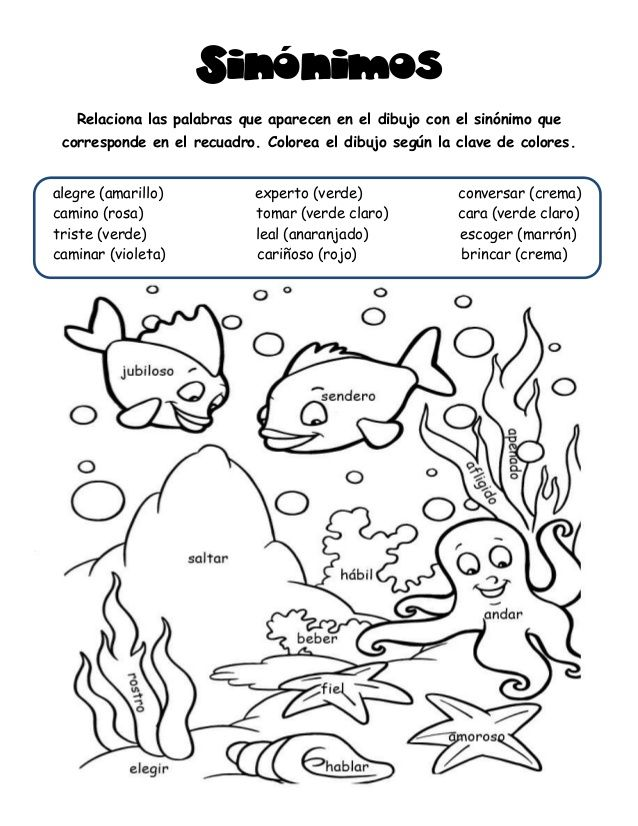 Sinónimos
Relaciona las palabras que aparecen en el dibujo con el sinónimo que
corresponde en el recuadro. Colorea el dibujo según la clave de colores.
alegre (amarillo) experto (verde) conversar (crema)
camino (rosa) tomar (verde claro) cara (verde claro)
triste (verde) leal (anaranjado) escoger (marrón)
caminar (violeta) cariñoso (rojo) brincar (crema)
jubiloso
sendero
apenado
afligido
saltar
hábil
andar
beber
rostro
fiel
amoroso
elegir
hablar